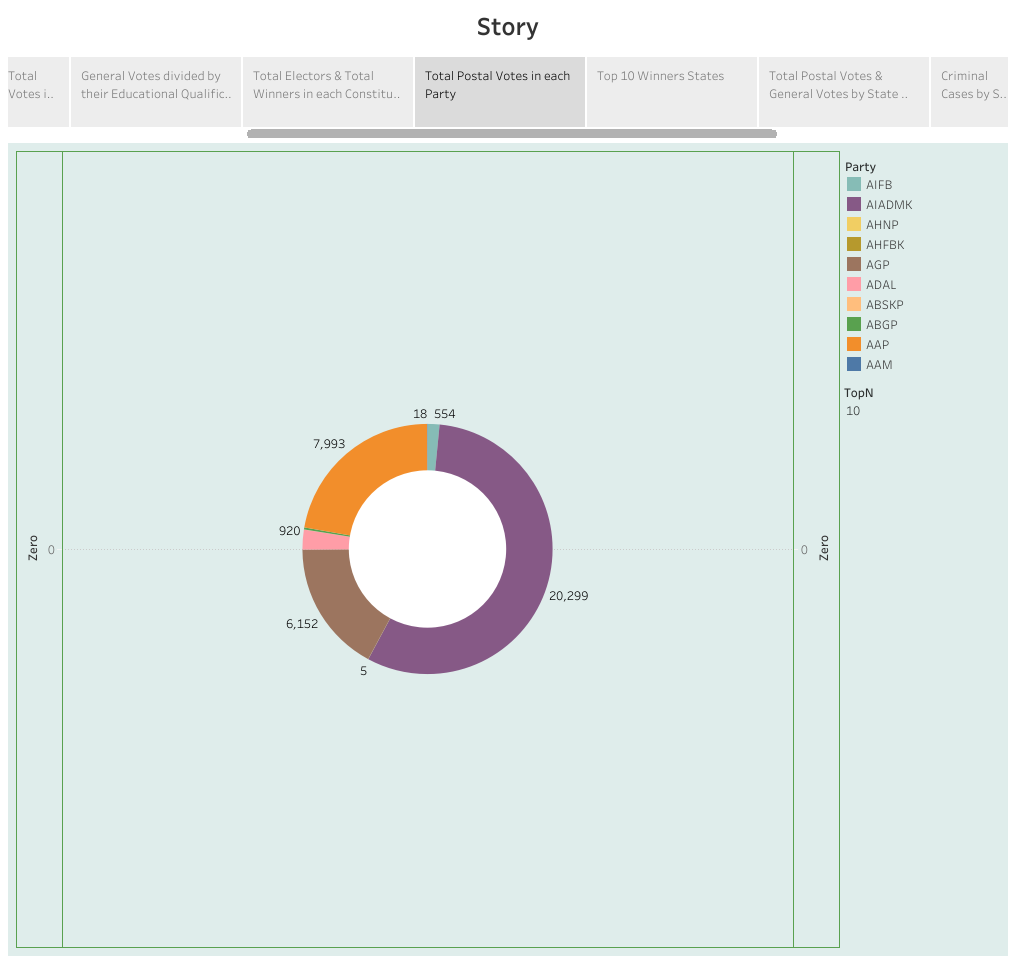 Story
Total
Votes i..
General Votes divided by
their Educational Qualific..
Total Electors & Total
Winners in each Constitu..
Total Postal Votes in each
Party
Top 10 Winners States
Total Postal Votes &
General Votes by State ..
Criminal
Cases by S..
Party
AIFB
AIADMK
AHNP
AHFBK
AGP
ADAL
ABSKP
ABGP
AAP
AAM
TopN
10
18
554
7,993
920
Zero
0
0
Zero
20,299
6,152
5